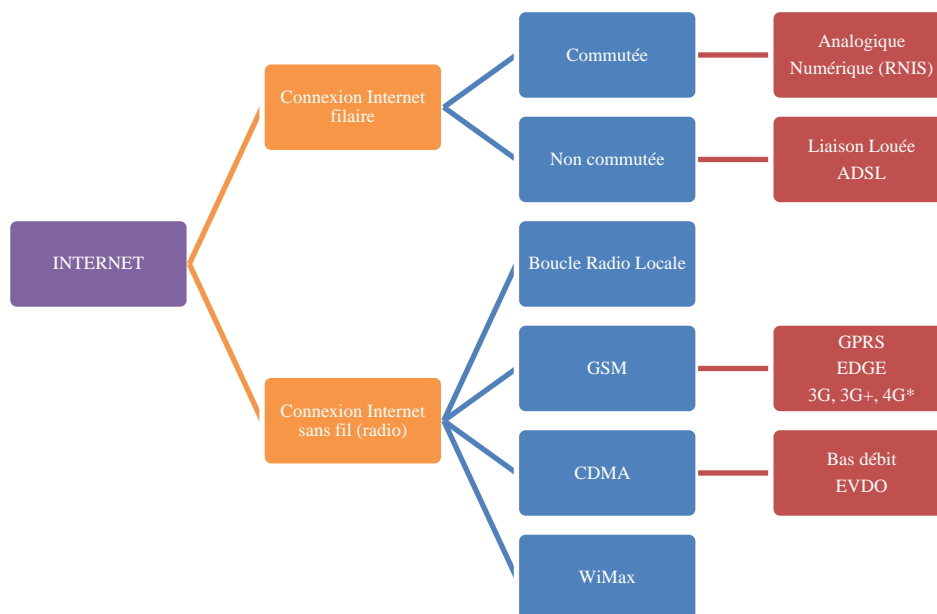 INTERNET
Connexion Internet
filaire
Commutée
Analogique
Numérique (RNIS)
Non commutée
Liaison Louée
ADSL
Connexion Internet
sans fil (radio)
Boucle Radio Locale
GSM
GPRS
EDGE
3G, 3G+, 4G*
CDMA
Bas débit
EVDO
WiMax